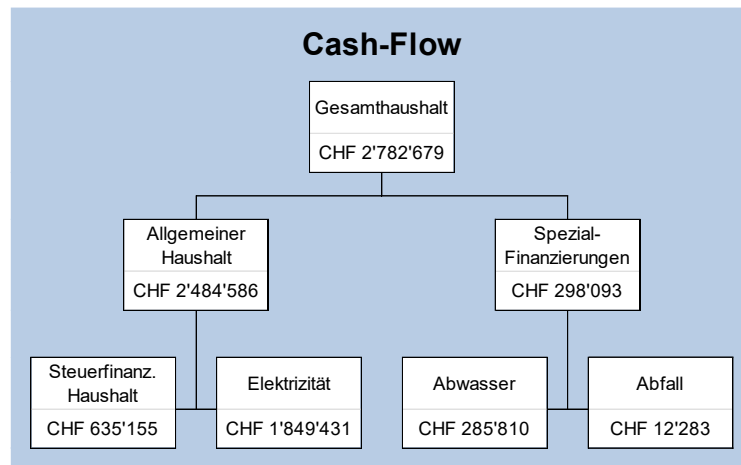 Cash-Flow
Gesamthaushalt
CHF 2'782'679
Allgemeiner
Haushalt
CHF 2'484'586
Spezial-
Finanzierungen
CHF 298'093
Steuerfinanz.
Haushalt
CHF 635'155
Elektrizität
CHF 1'849'431
Abwasser
CHF 285'810
Abfall
CHF 12'283